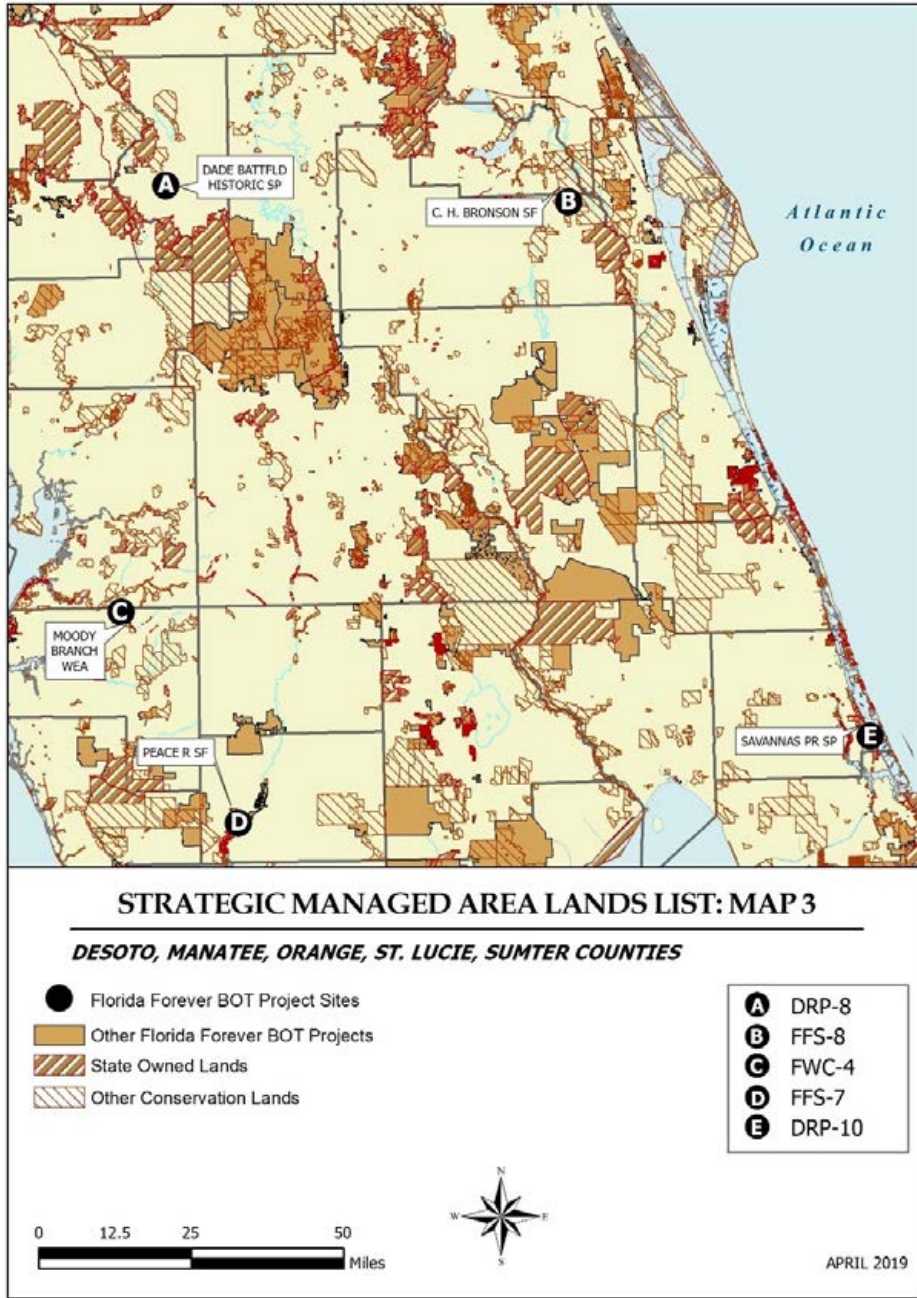 DADE BATTFLD
HISTORIC SP
A
C. H. BRONSON SF
B
Atlantic
Ocean
C
MOODY
BRANCH
WEA
PEACE R SF
D
SAVANNAS PR SP
E
STRATEGIC MANAGED AREA LANDS LIST: MAP 3
DESOTO, MANATEE, ORANGE, ST. LUCIE, SUMTER COUNTIES
Florida Forever BOT Project Sites
Other Florida Forever BOT Projects
State Owned Lands
Other Conservation Lands
A DRP-8
B FFS-8
C FWC-4
D FFS-7
E DRP-10
N
W E
S
0 12.5 25 50
Miles
APRIL 2019